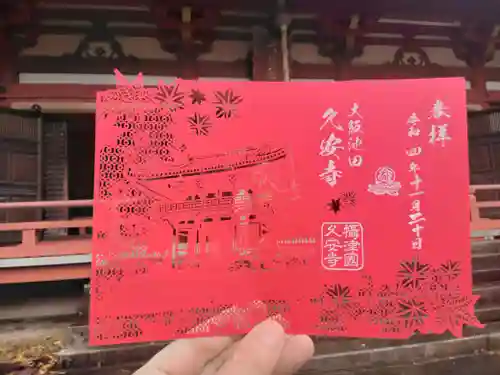 奉拝
令和四年十一月二十日
大阪池田
久安寺
攝津國
久安寺